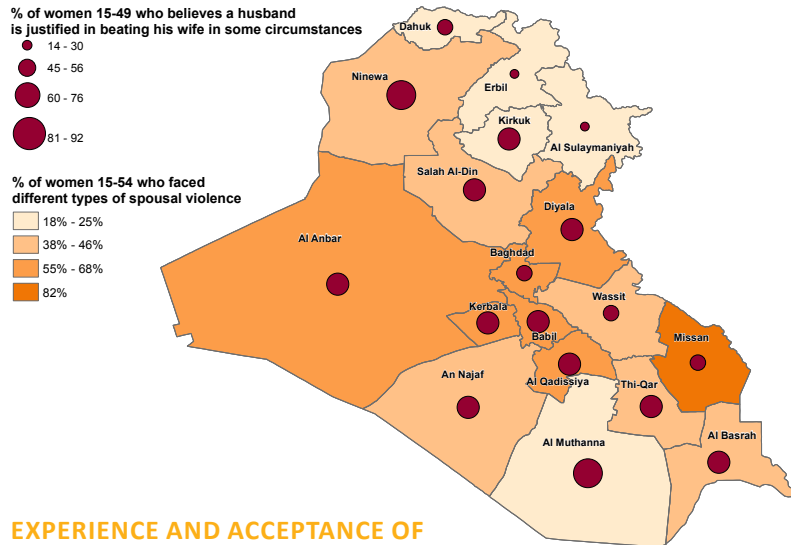 % of women 15-49 who believes a husband
is justified in beating his wife in some circumstances
14 - 30
45 - 56
60 - 76
81 - 92
% of women 15-54 who faced
different types of spousal violence
18% - 25%
38% - 46%
55% - 68%
82%
Dahuk
Ninewa
Erbil
Kirkuk
Al Sulaymaniyah
Salah Al-Din
Diyala
Al Anbar
Baghdad
Wassit
Kerbala
Babil
Missan
An Najaf
Al Qadissiya
Thi-Qar
Al Muthanna
Al Basrah
EXPERIENCE AND ACCEPTANCE OF